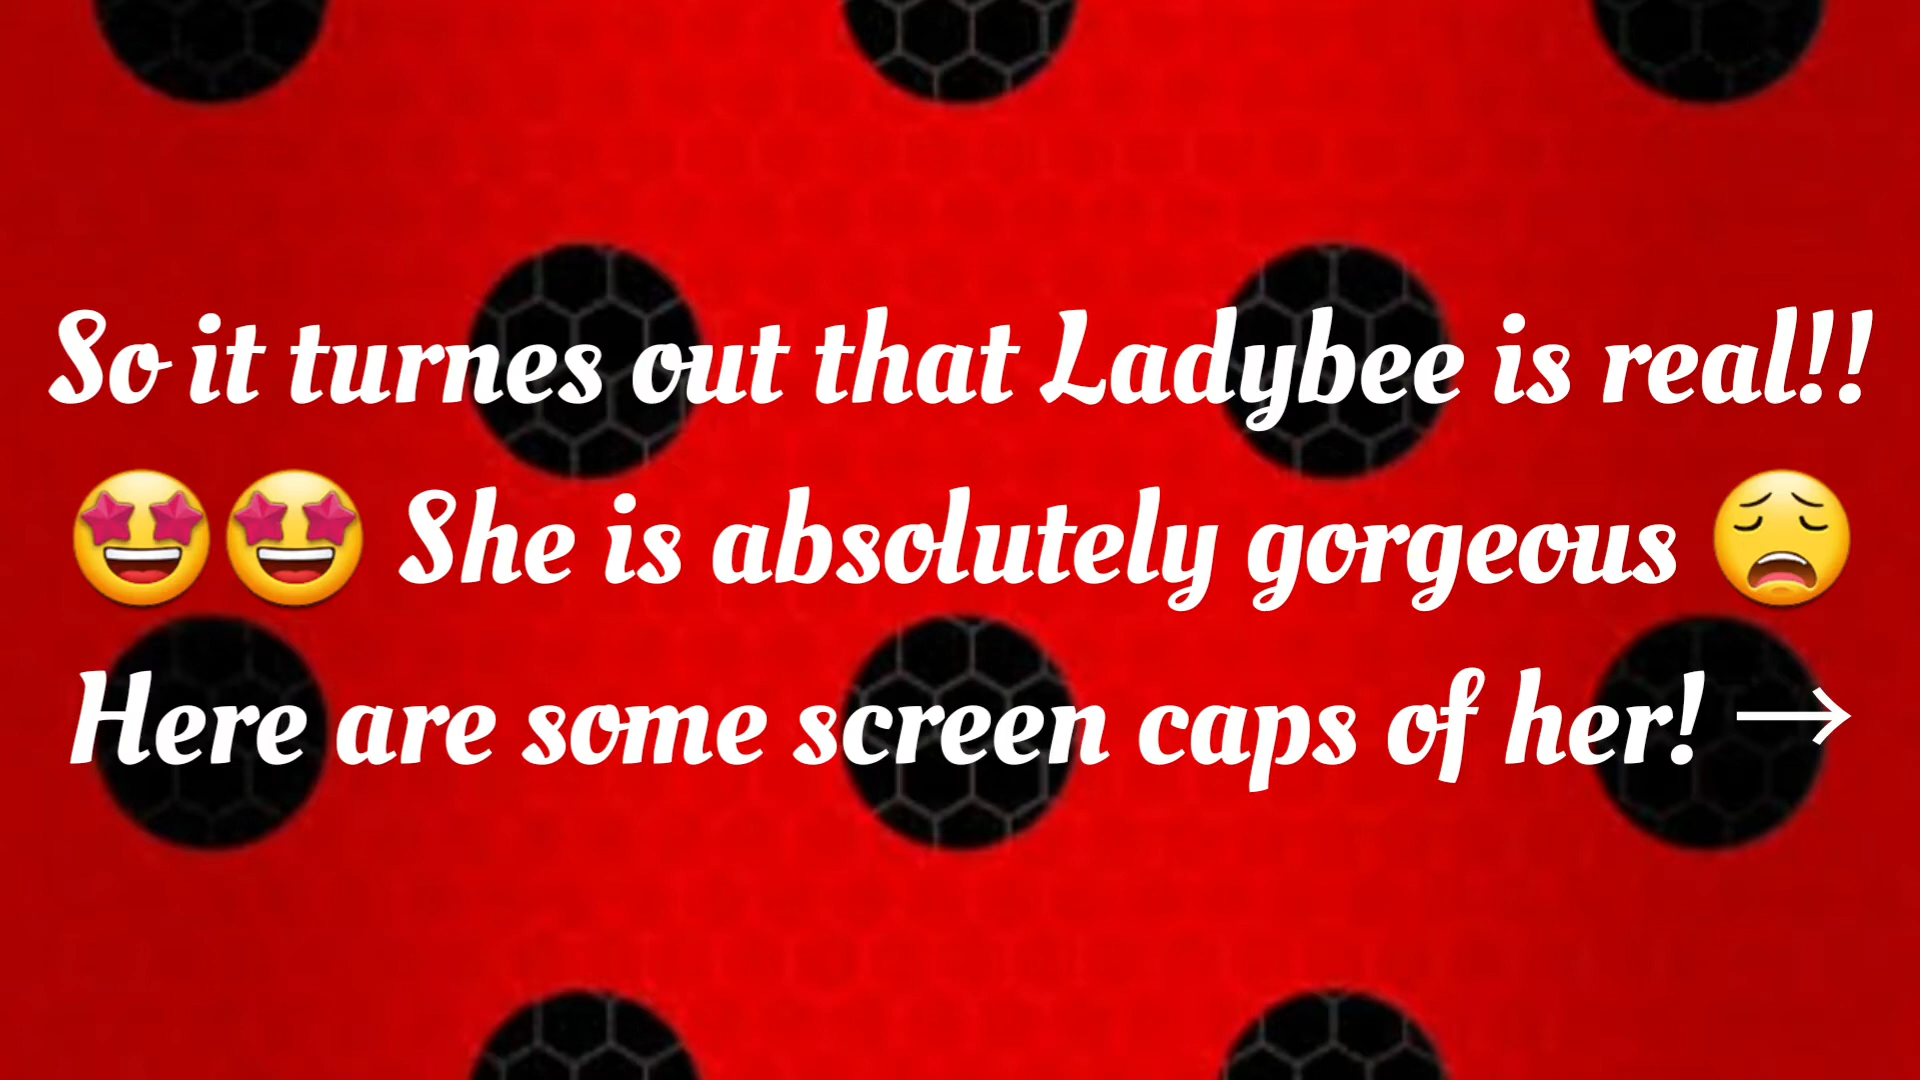 So it turnes out that Ladybee is real!!
🤩🤩 She is absolutely gorgeous 😩
Here are some screen caps of her! →